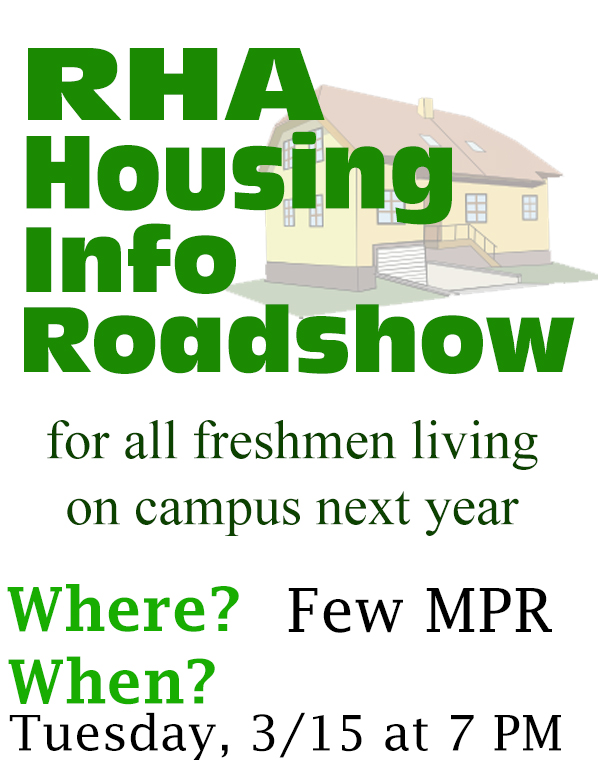 RHA
Housing
Info
Roadshow
for all freshmen living
on campus next year
Where? Few MPR
When?
Tuesday, 3/15 at 7 PM